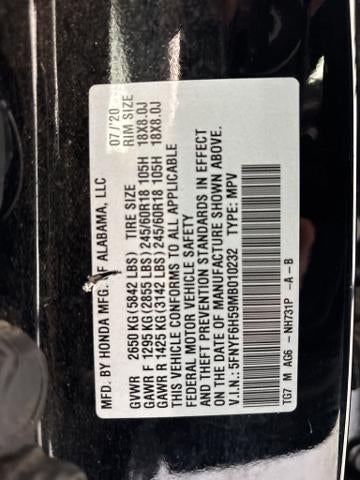 MFD. BY HONDA MFG. OF ALABAMA, LLC 07/'20
GVWR 2650 KG(5842 LBS) TIRE SIZE RIM SIZE
GAWR F 1295 KG(2855 LBS) 245/60R18 105H 18X8.0J
GAWR R 1425 KG(3142 LBS) 245/60R18 105H 18X8.0J
THIS VEHICLE CONFORMS TO ALL APPLICABLE
FEDERAL MOTOR VEHICLE SAFETY
AND THEFT PREVENTION STANDARDS IN EFFECT
ON THE DATE OF MANUFACTURE SHOWN ABOVE.
V.I.N.: 5FNYF6H59MB010232 TYPE: MPV
TG7 M AG6 -NH731P -A-B